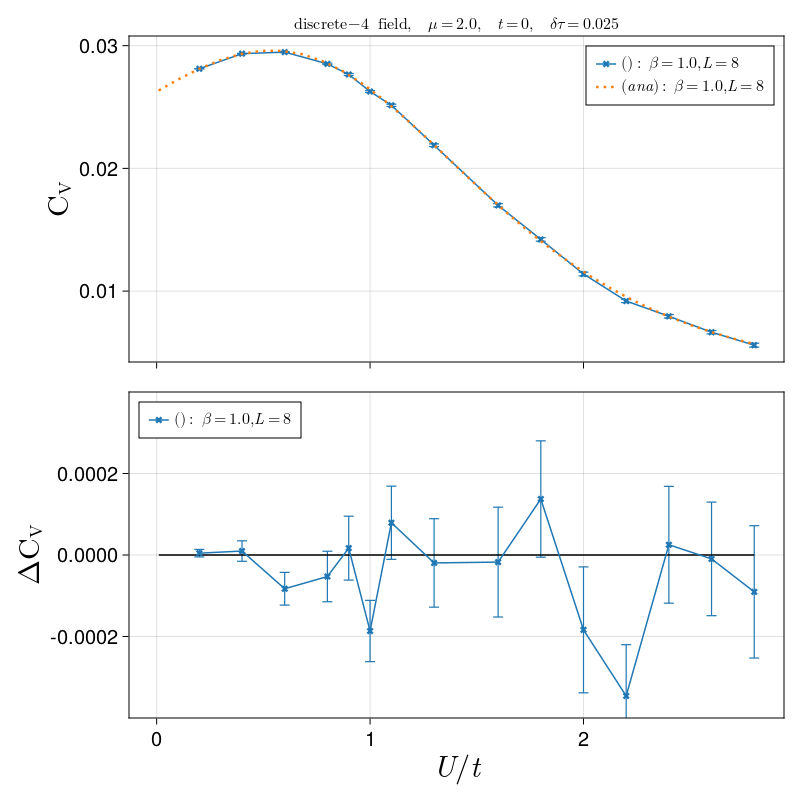 discrete−4 field, μ = 2.0, t = 0, δτ = 0.025
0.03
() : β = 1.0, L = 8
(ana) : β = 1.0, L = 8
0.02
C_V
0.01
() : β = 1.0, L = 8
0.0002
0.0000
ΔC_V
-0.0002
0 1 2
U/t